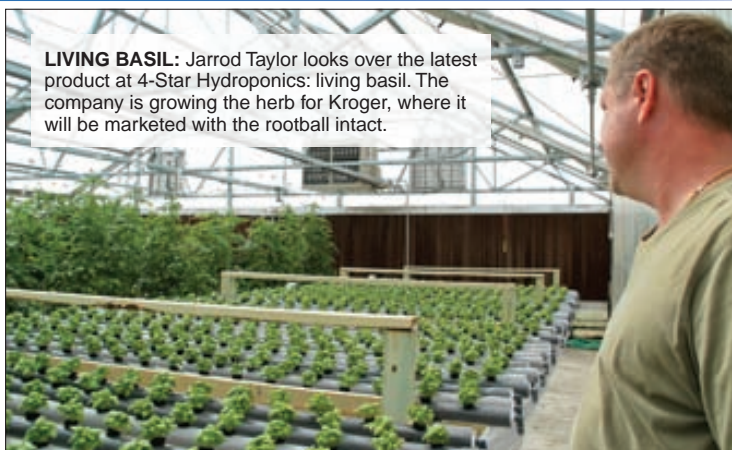 LIVING BASIL: Jarrod Taylor looks over the latest
product at 4-Star Hydroponics: living basil. The
company is growing the herb for Kroger, where it
will be marketed with the rootball intact.